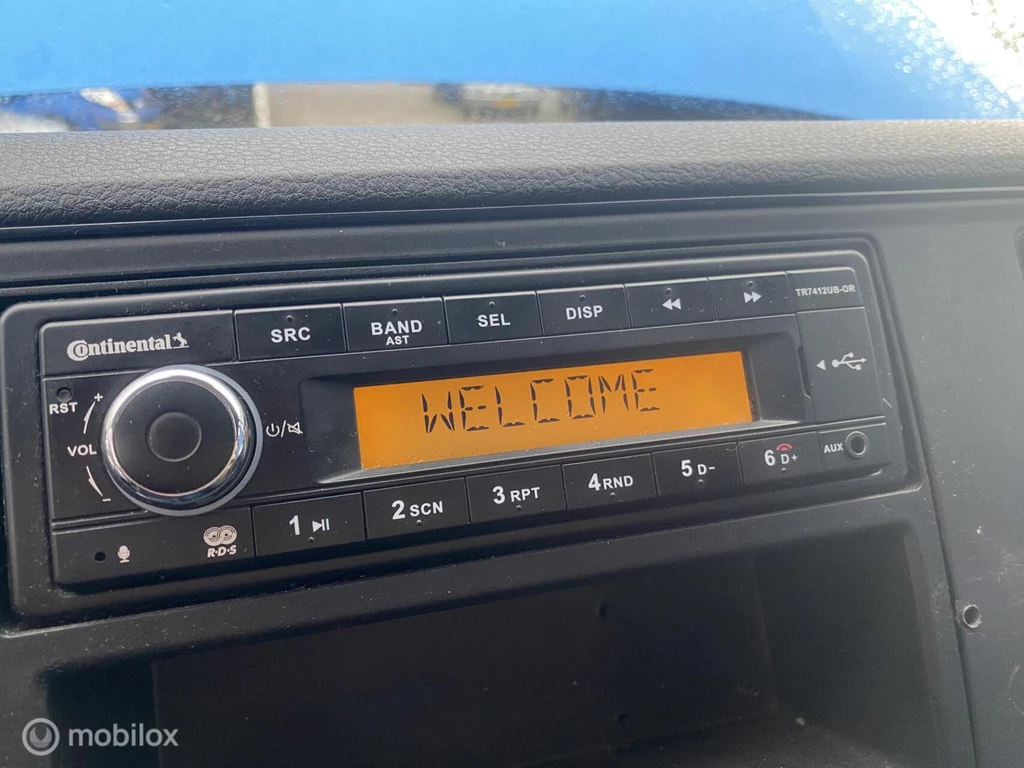 Continental
SRC
BAND
AST
SEL
DISP
TR7412UB-OR
RST
+
VOL
-
WELCOME
AUX
1
2 SCN
3 RPT
4 RND
5 D-
6 D+
R·D·S
mobilox